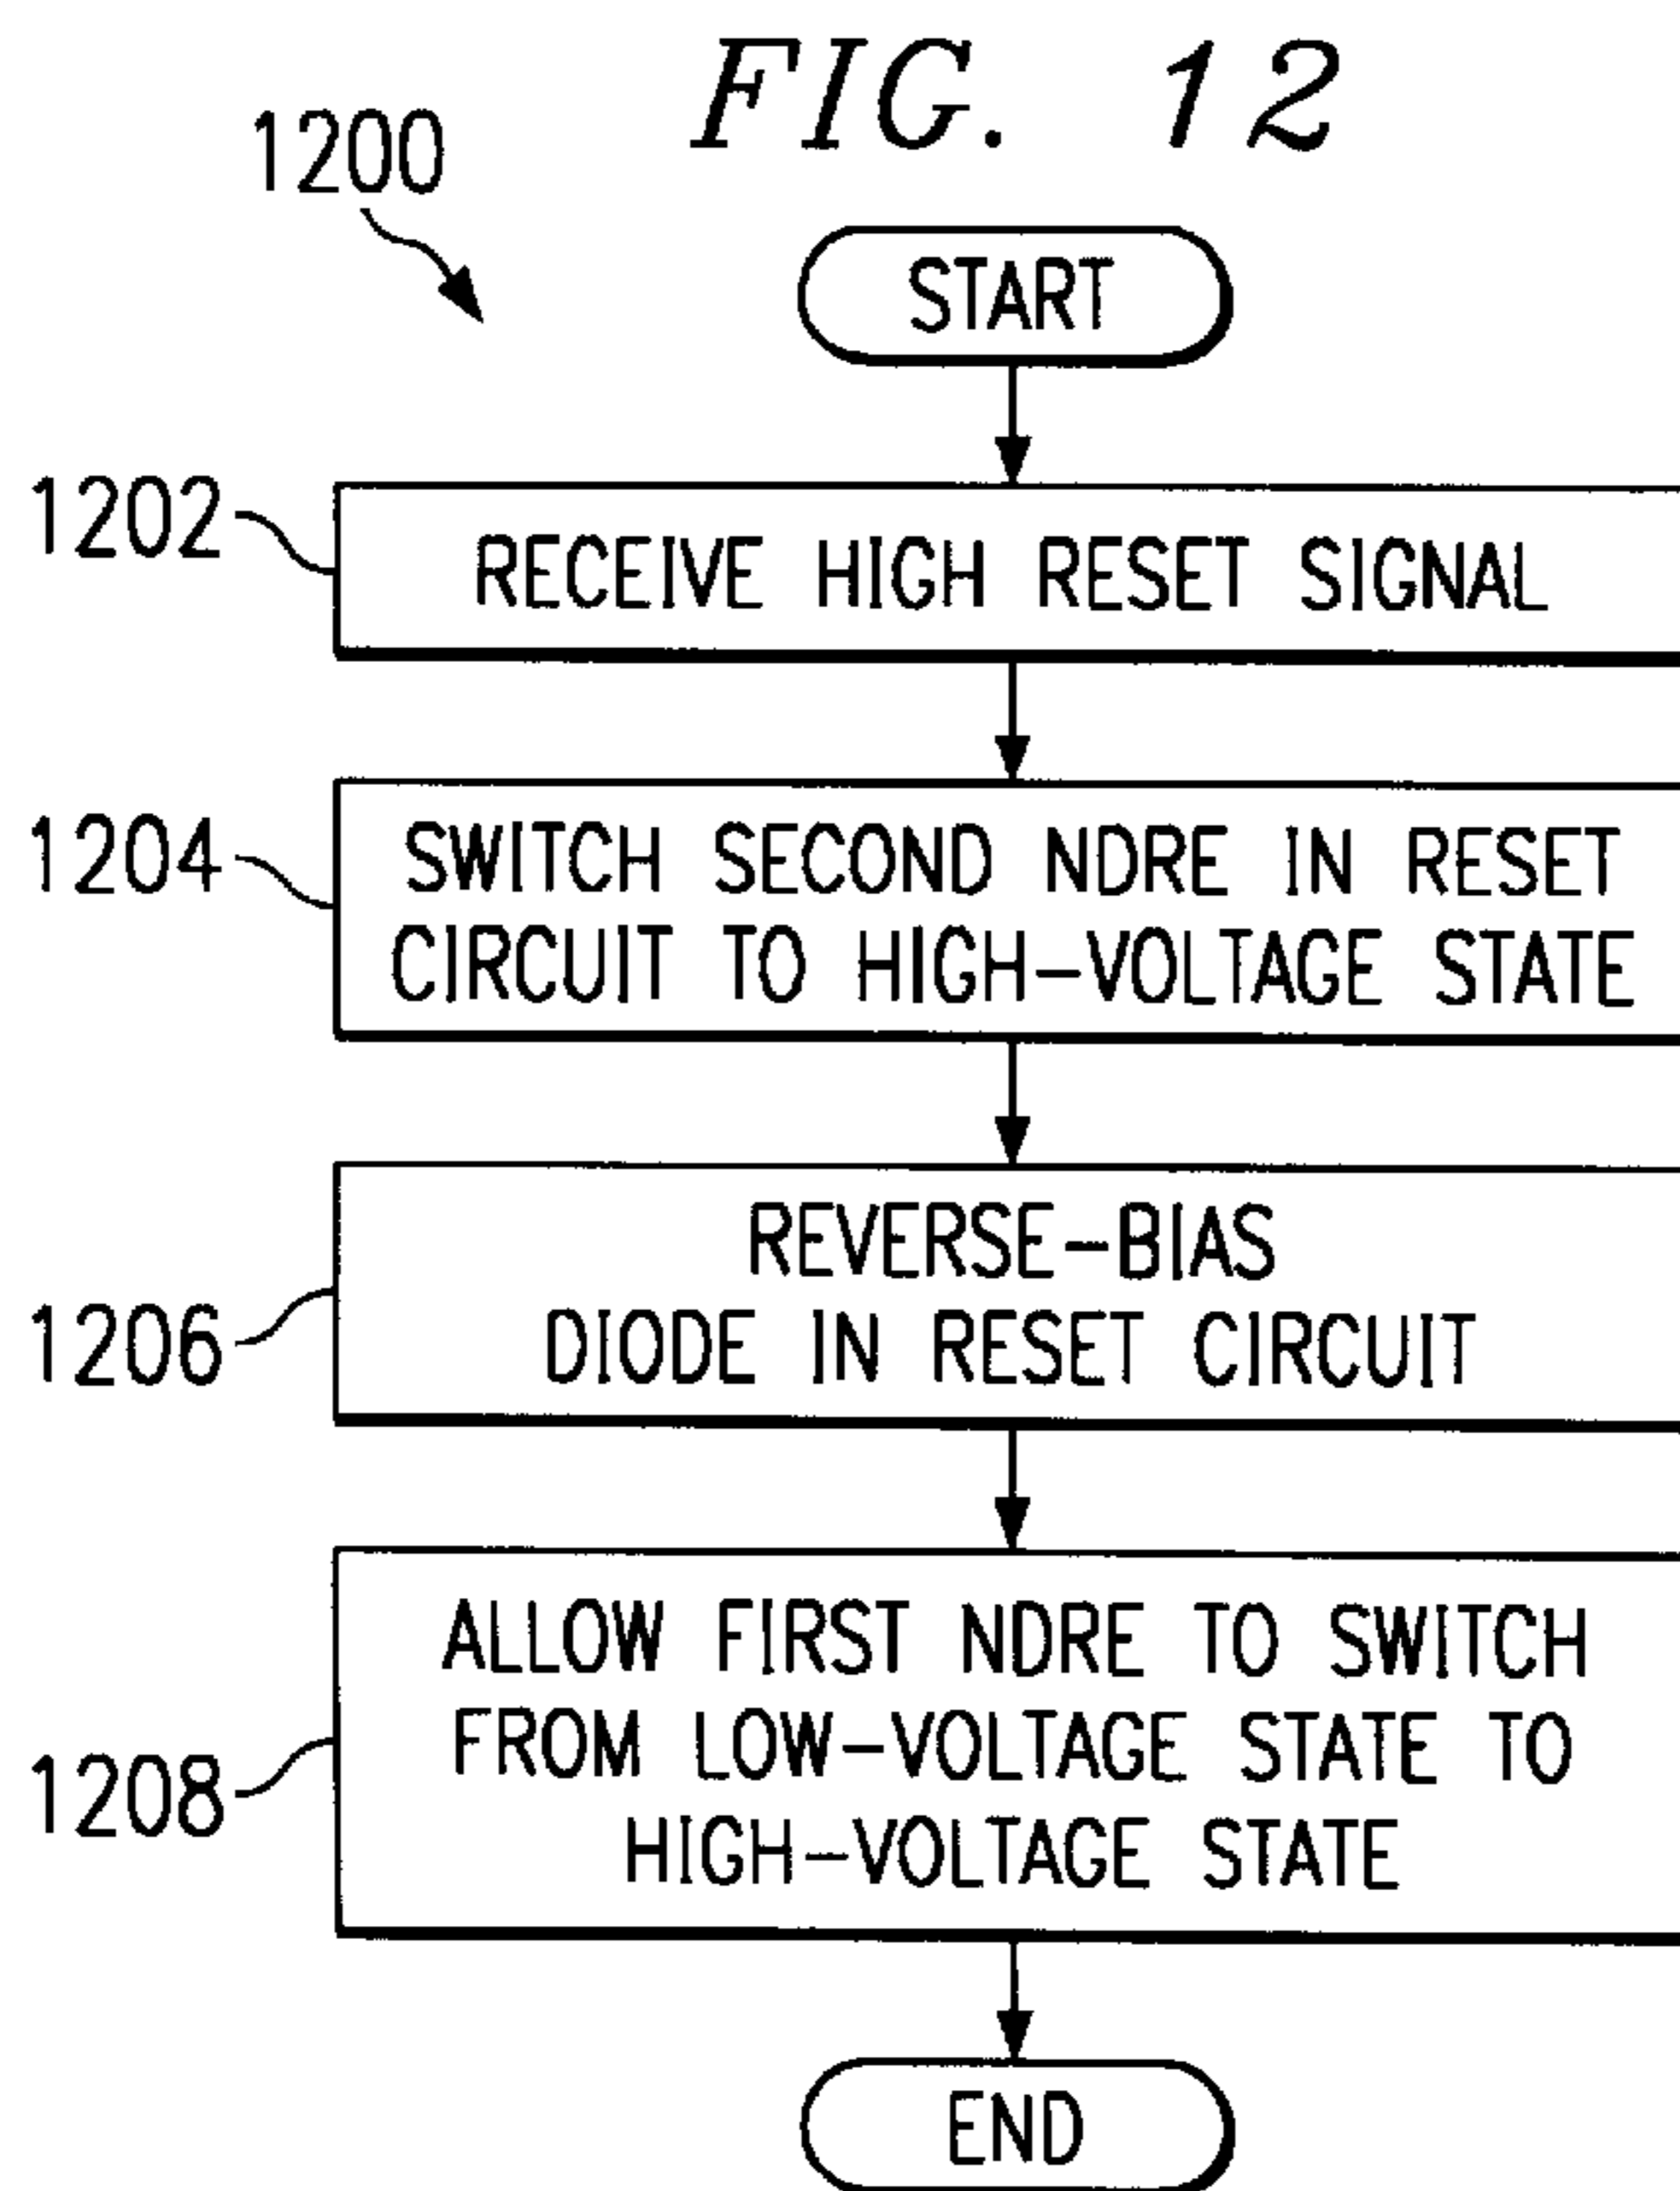 FIG. 12
1200
START
1202
RECEIVE HIGH RESET SIGNAL
1204
SWITCH SECOND NDRE IN RESET
CIRCUIT TO HIGH-VOLTAGE STATE
1206
REVERSE-BIAS
DIODE IN RESET CIRCUIT
1208
ALLOW FIRST NDRE TO SWITCH
FROM LOW-VOLTAGE STATE TO
HIGH-VOLTAGE STATE
END